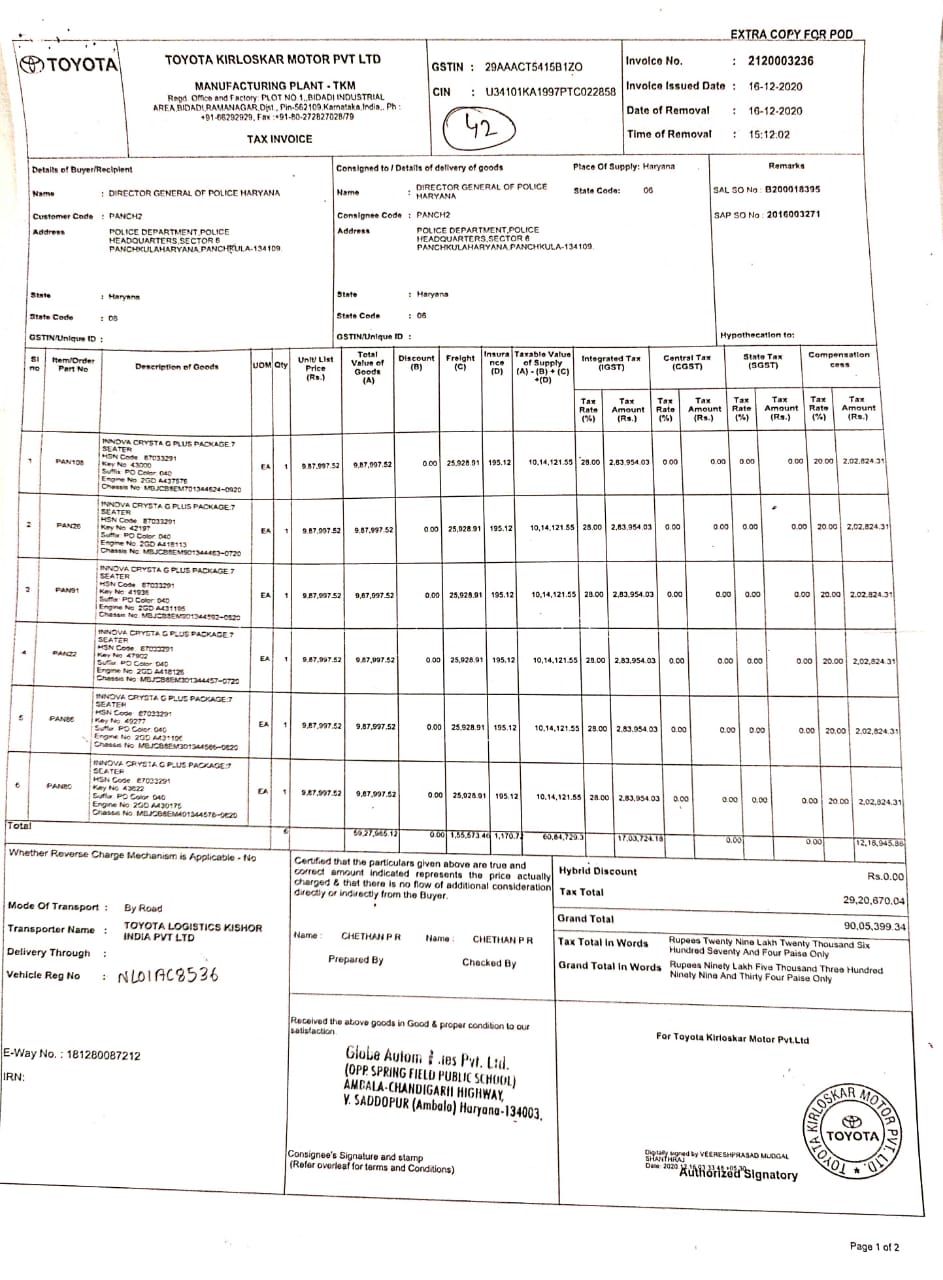 EXTRA COPY FOR POD
TOYOTA
TOYOTA KIRLOSKAR MOTOR PVT LTD
MANUFACTURING PLANT - TKM
Regd. Office and Factory: PLOT NO 1,,BIDADI INDUSTRIAL
AREA,BIDADI,RAMANAGAR,Dist., Pin-562109,Karnataka,India,. Ph :
+91-66292929, Fax :+91-80-272827028/79
TAX INVOICE
GSTIN : 29AAACT5415B1ZO
CIN : U34101KA1997PTC022858
42
Invoice No. : 2120003236
Invoice Issued Date : 16-12-2020
Date of Removal : 16-12-2020
Time of Removal : 15:12:02
Details of Buyer/Recipient
Name : DIRECTOR GENERAL OF POLICE HARYANA
Customer Code : PANCH2
Address POLICE DEPARTMENT,POLICE
HEADQUARTERS,SECTOR 6
PANCHKULAHARYANA,PANCHKULA-134109.
State : Haryana
State Code : 06
GSTIN/Unique ID :
Consigned to / Details of delivery of goods
Place Of Supply: Haryana
Name : DIRECTOR GENERAL OF POLICE
HARYANA
State Code: 06
Consignee Code : PANCH2
Address POLICE DEPARTMENT,POLICE
HEADQUARTERS,SECTOR 6
PANCHKULAHARYANA,PANCHKULA-134109.
State : Haryana
State Code : 06
GSTIN/Unique ID :
Remarks
SAL SO No : B200018395
SAP SO No : 2016003271
Hypothecation to:
Sl no Item/Order Part No Description of Goods UOM Qty Unit/ List Price (Rs.) Total Value of Goods (A) Discount (B) Freight (C) Insura nce (D) Taxable Value of Supply (A) - (B) + (C) +(D) Integrated Tax (IGST) Central Tax (CGST) State Tax (SGST) Compensation cess
Tax Rate (%) Tax Amount (Rs.) Tax Rate (%) Tax Amount (Rs.) Tax Rate (%) Tax Amount (Rs.) Tax Rate (%) Tax Amount (Rs.)
INNOVA CRYSTA G PLUS PACKAGE:7
SEATER
HSN Code 87033291
Key No 43000
Suffix PO Color: 040
Engine No 2GD A437576
Chassis No MBJCB8EM701344624-0920
1 PAN108 EA 1 9,87,997.52 9,87,997.52 0.00 25,928.91 195.12 10,14,121.55 28.00 2,83,954.03 0.00 0.00 0.00 0.00 20.00 2,02,824.31
INNOVA CRYSTA G PLUS PACKAGE:7
SEATER
HSN Code 87033291
Key No 42197
Suffix PO Color: 040
Engine No 2GD A418113
Chassis No MBJCB8EM901344463-0720
2 PAN26 EA 1 9,87,997.52 9,87,997.52 0.00 25,928.91 195.12 10,14,121.55 28.00 2,83,954.03 0.00 0.00 0.00 0.00 20.00 2,02,824.31
INNOVA CRYSTA G PLUS PACKAGE:7
SEATER
HSN Code 87033291
Key No 41936
Suffix PO Color: 040
Engine No 2GD A431195
Chassis No MBJCB8EM901344592-0820
3 PAN91 EA 1 9,87,997.52 9,87,997.52 0.00 25,928.91 195.12 10,14,121.55 28.00 2,83,954.03 0.00 0.00 0.00 0.00 20.00 2,02,824.31
INNOVA CRYSTA G PLUS PACKAGE:7
SEATER
HSN Code 87033291
Key No 47902
Suffix PO Color: 040
Engine No 2GD A418126
Chassis No MBJCB8EM301344457-0720
4 PAN22 EA 1 9,87,997.52 9,87,997.52 0.00 25,928.91 195.12 10,14,121.55 28.00 2,83,954.03 0.00 0.00 0.00 0.00 20.00 2,02,824.31
INNOVA CRYSTA G PLUS PACKAGE:7
SEATER
HSN Code 87033291
Key No 49277
Suffix PO Color: 040
Engine No 2GD A431106
Chassis No MBJCB8EM301344586-0820
5 PAN86 EA 1 9,87,997.52 9,87,997.52 0.00 25,928.91 195.12 10,14,121.55 28.00 2,83,954.03 0.00 0.00 0.00 0.00 20.00 2,02,824.31
INNOVA CRYSTA G PLUS PACKAGE:7
SEATER
HSN Code 87033291
Key No 43622
Suffix PO Color: 040
Engine No 2GD A430175
Chassis No MBJCB8EM401344578-0820
6 PAN80 EA 1 9,87,997.52 9,87,997.52 0.00 25,928.91 195.12 10,14,121.55 28.00 2,83,954.03 0.00 0.00 0.00 0.00 20.00 2,02,824.31
Total 6 59,27,985.12 0.00 1,55,573.46 1,170.72 60,84,729.3 17,03,724.18 0.00 0.00 12,16,945.86
Whether Reverse Charge Mechanism is Applicable - No
Mode Of Transport : By Road
Transporter Name : TOYOTA LOGISTICS KISHOR
INDIA PVT LTD
Delivery Through :
Vehicle Reg No : NL01AC8536
E-Way No. : 181280087212
IRN:
Certified that the particulars given above are true and
correct amount indicated represents the price actually
charged & that there is no flow of additional consideration
directly or indirectly from the Buyer.
Name : CHETHAN P R Name : CHETHAN P R
Prepared By Checked By
Hybrid Discount Rs.0.00
Tax Total 29,20,670.04
Grand Total 90,05,399.34
Tax Total In Words Rupees Twenty Nine Lakh Twenty Thousand Six
Hundred Seventy And Four Paise Only
Grand Total In Words Rupees Ninety Lakh Five Thousand Three Hundred
Ninety Nine And Thirty Four Paise Only
Received the above goods in Good & proper condition to our
satisfaction.
Globe Autom
.ies Pvt. Ltd.
(OPP. SPRING FIELD PUBLIC SCHOOL)
AMBALA-CHANDIGARH HIGHWAY,
V. SADDOPUR (Ambala) Haryana-134003.
Consignee's Signature and stamp
(Refer overleaf for terms and Conditions)
For Toyota Kirloskar Motor Pvt.Ltd
TOYOTA KIRLOSKAR MOTOR PVT. LTD.
TOYOTA
Digitally signed by VEERESHPRASAD MUDGAL
SHANTHRAJ
Date: 2020.12.16 03:33:48 +05:30
Authorized Signatory
Page 1 of 2